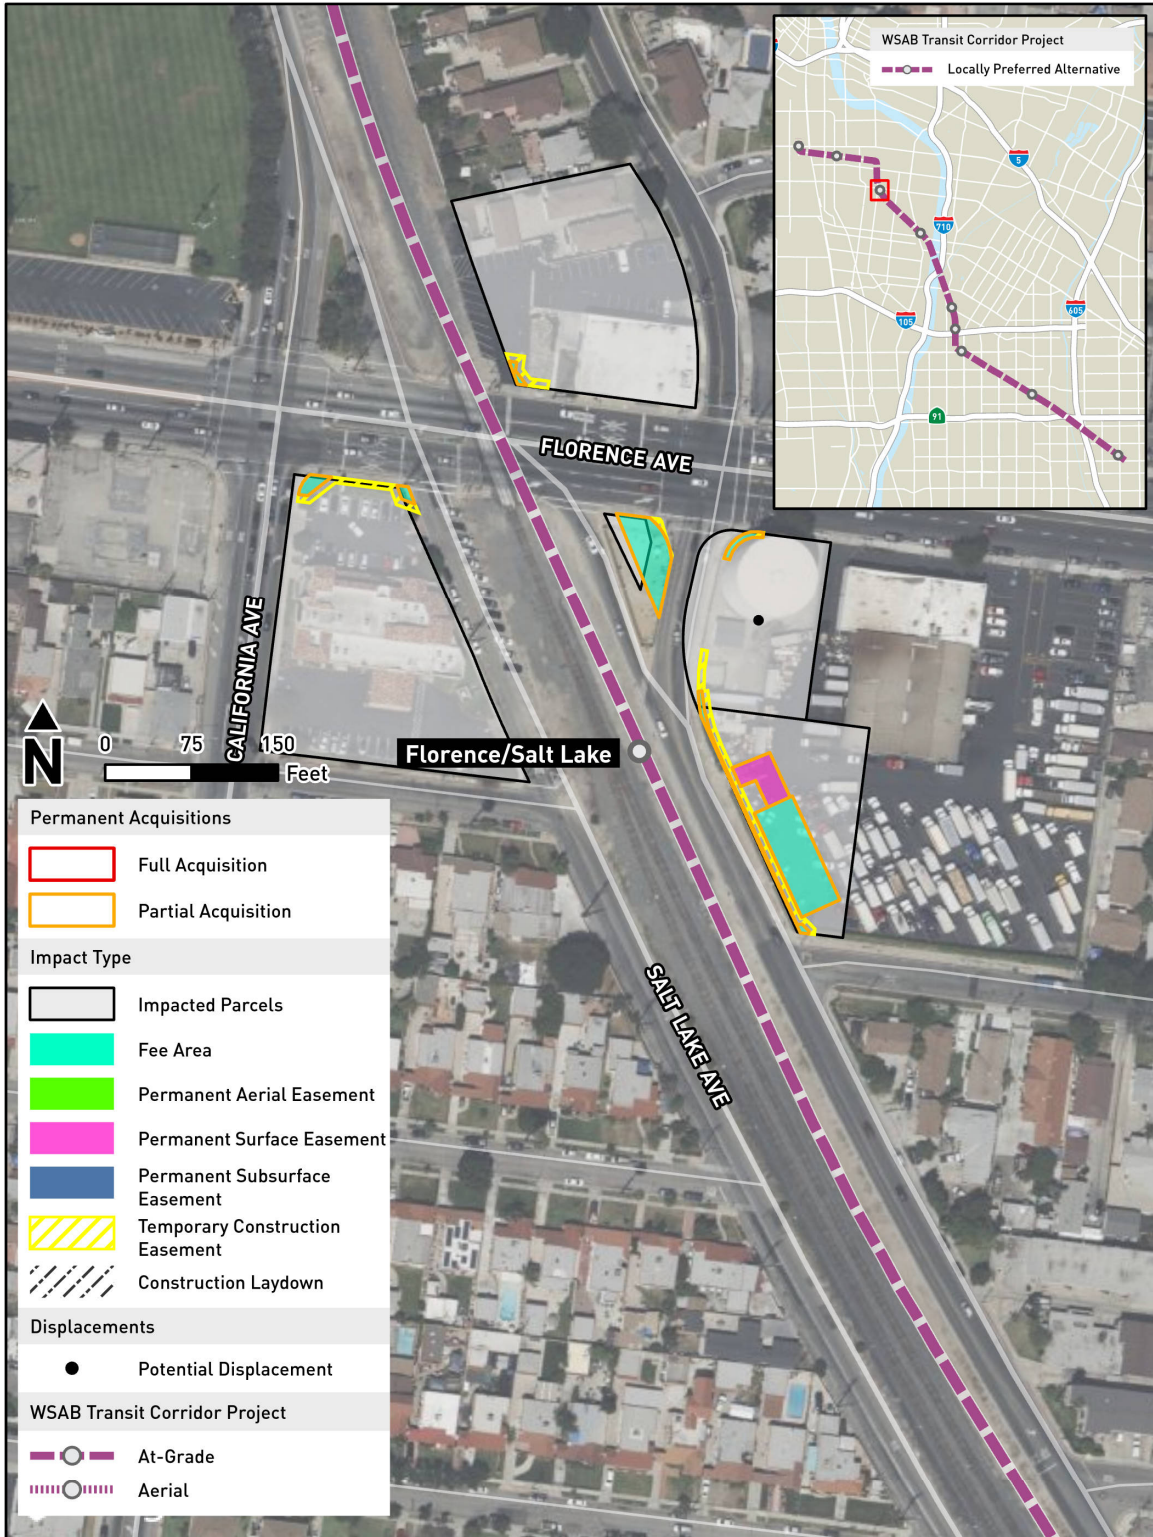 WSAB Transit Corridor Project
Locally Preferred Alternative
5
710
105
605
91
FLORENCE AVE
CALIFORNIA AVE
N
0 75 150
Feet
Florence/Salt Lake
SALT LAKE AVE
Permanent Acquisitions
Full Acquisition
Partial Acquisition
Impact Type
Impacted Parcels
Fee Area
Permanent Aerial Easement
Permanent Surface Easement
Permanent Subsurface
Easement
Temporary Construction
Easement
Construction Laydown
Displacements
Potential Displacement
WSAB Transit Corridor Project
At-Grade
Aerial